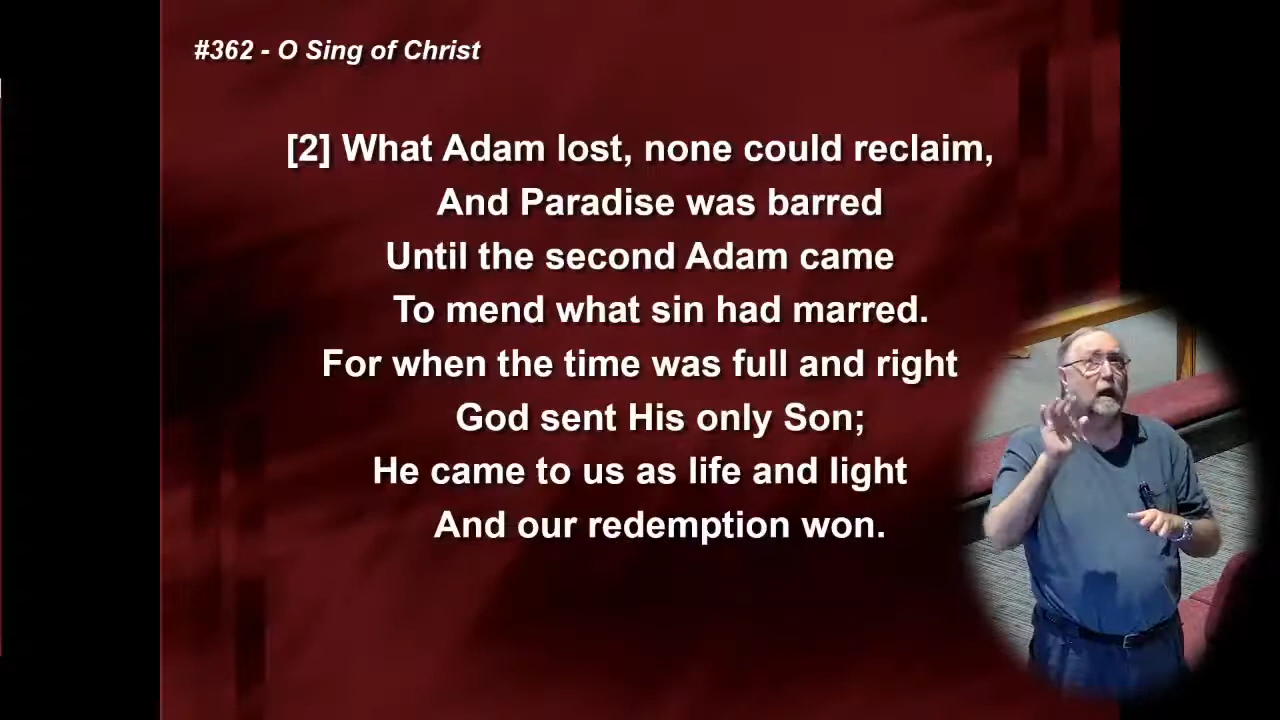 #362 - O Sing of Christ
[2] What Adam lost, none could reclaim,
And Paradise was barred
Until the second Adam came
To mend what sin had marred.
For when the time was full and right
God sent His only Son;
He came to us as life and light
And our redemption won.